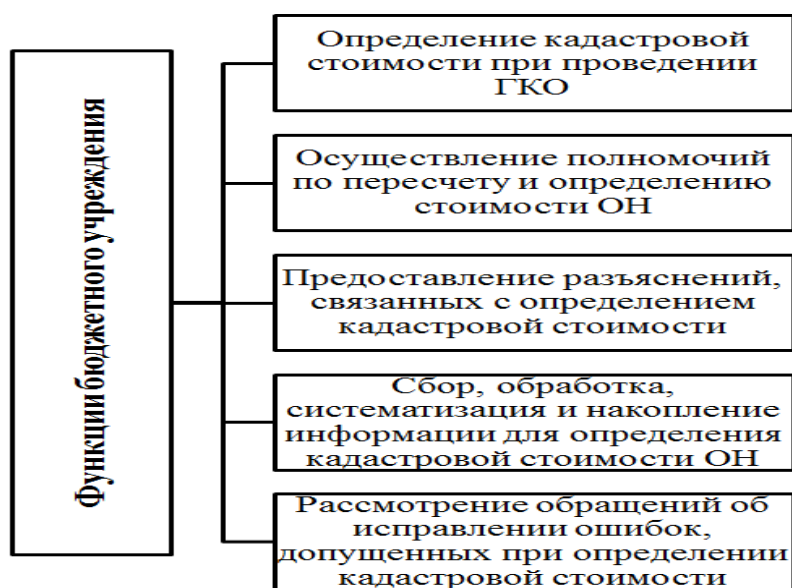 Функции бюджетного учреждения
Определение кадастровой
стоимости при проведении
ГКО
Осуществление полномочий
по пересчету и определению
стоимости ОН
Предоставление разъяснений,
связанных с определением
кадастровой стоимости
Сбор, обработка,
систематизация и накопление
информации для определения
кадастровой стоимости ОН
Рассмотрение обращений об
исправлении ошибок,
допущенных при определении
кадастровой стоимости